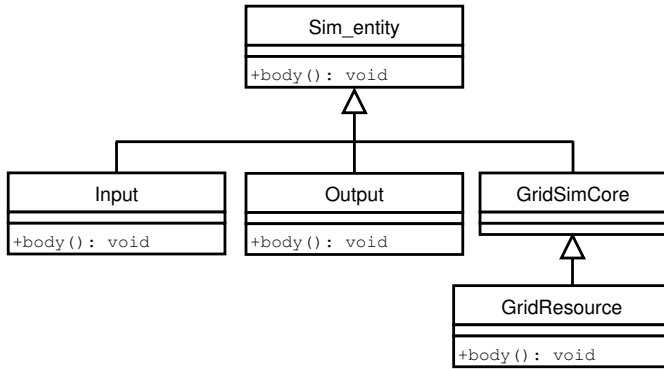 Sim_entity
+body(): void
Input
Output
GridSimCore
+body(): void
+body(): void
GridResource
+body(): void